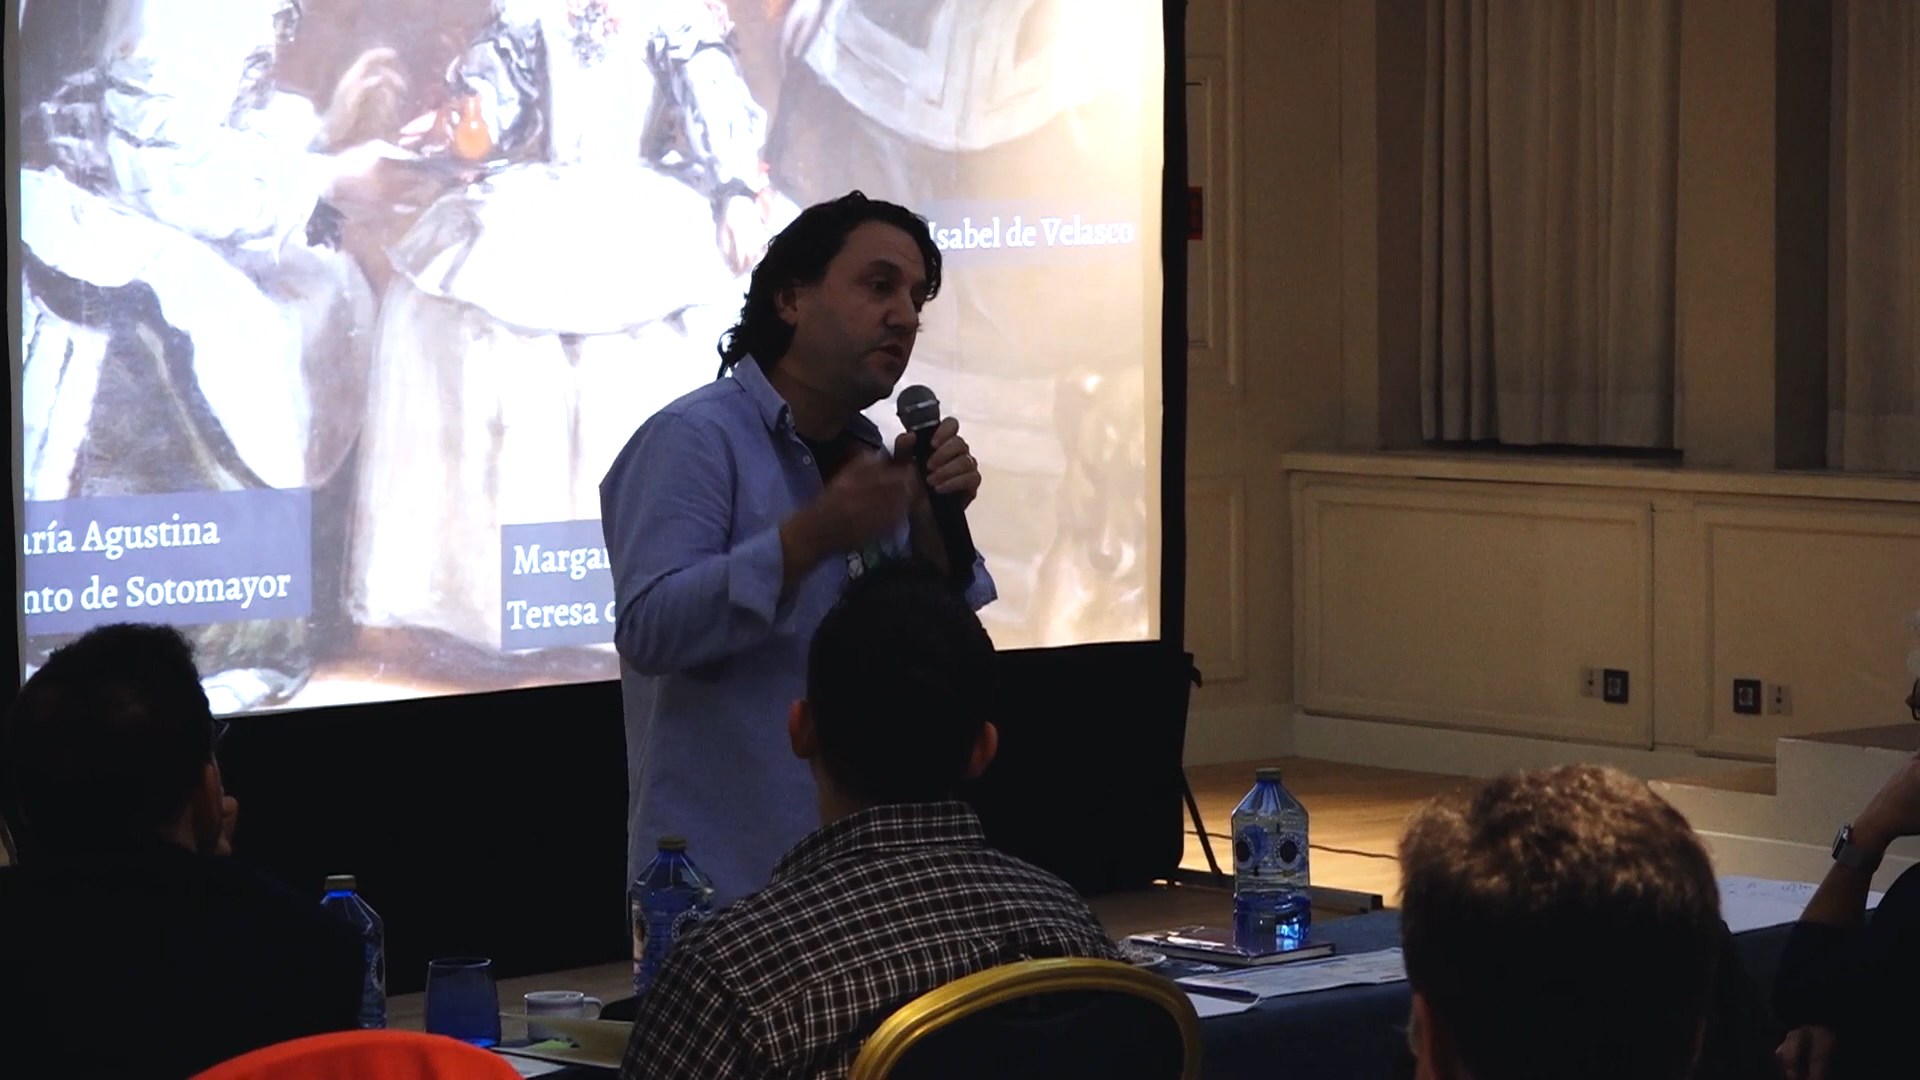 Isabel de Velasco
aría Agustina
nto de Sotomayor
Marga
Teresa